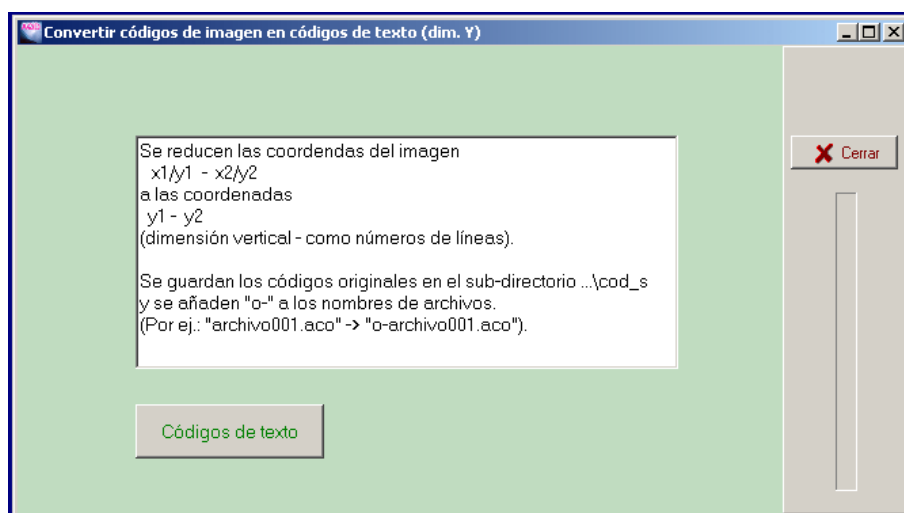 Convertir códigos de imagen en códigos de texto (dim. Y)
Se reducen las coordendas del imagen
x1/y1 - x2/y2
a las coordenadas
y1 - y2
(dimensión vertical - como números de líneas).
Se guardan los códigos originales en el sub-directorio ...\cod_s
y se añaden "o-" a los nombres de archivos.
(Por ej.: "archivo001.aco" -> "o-archivo001.aco").
Cerrar
Códigos de texto